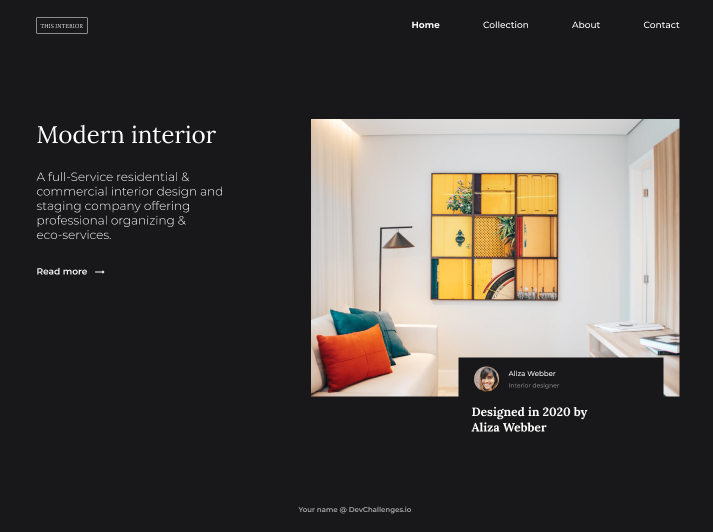 THIS INTERIOR
Home
Collection
About
Contact
Modern interior
A full-Service residential &
commercial interior design and
staging company offering
professional organizing &
eco-services.
Read more
Aliza Webber
Interior designer
Designed in 2020 by
Aliza Webber
Your name @ DevChallenges.io